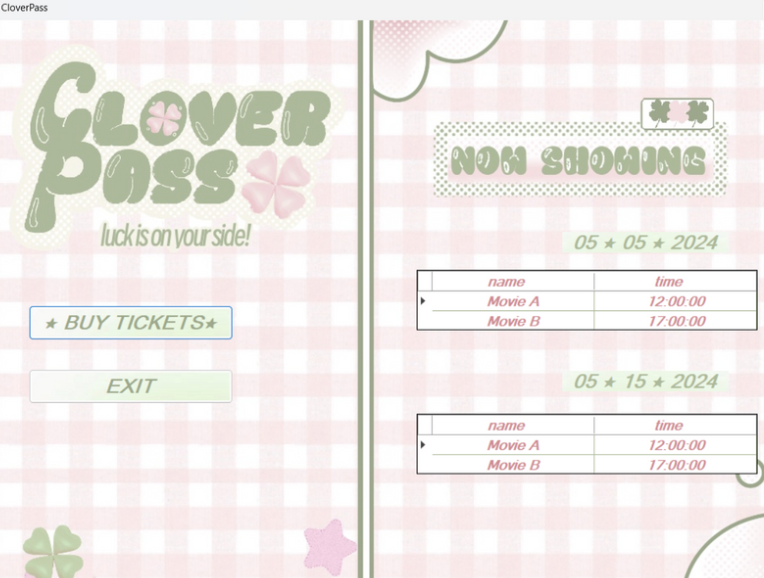 CloverPass
CLOVER
PASS
luck is on your side!
★ BUY TICKETS★
EXIT
NOW SHOWING
05 ★ 05 ★ 2024
name time
Movie A 12:00:00
Movie B 17:00:00
05 ★ 15 ★ 2024
name time
Movie A 12:00:00
Movie B 17:00:00